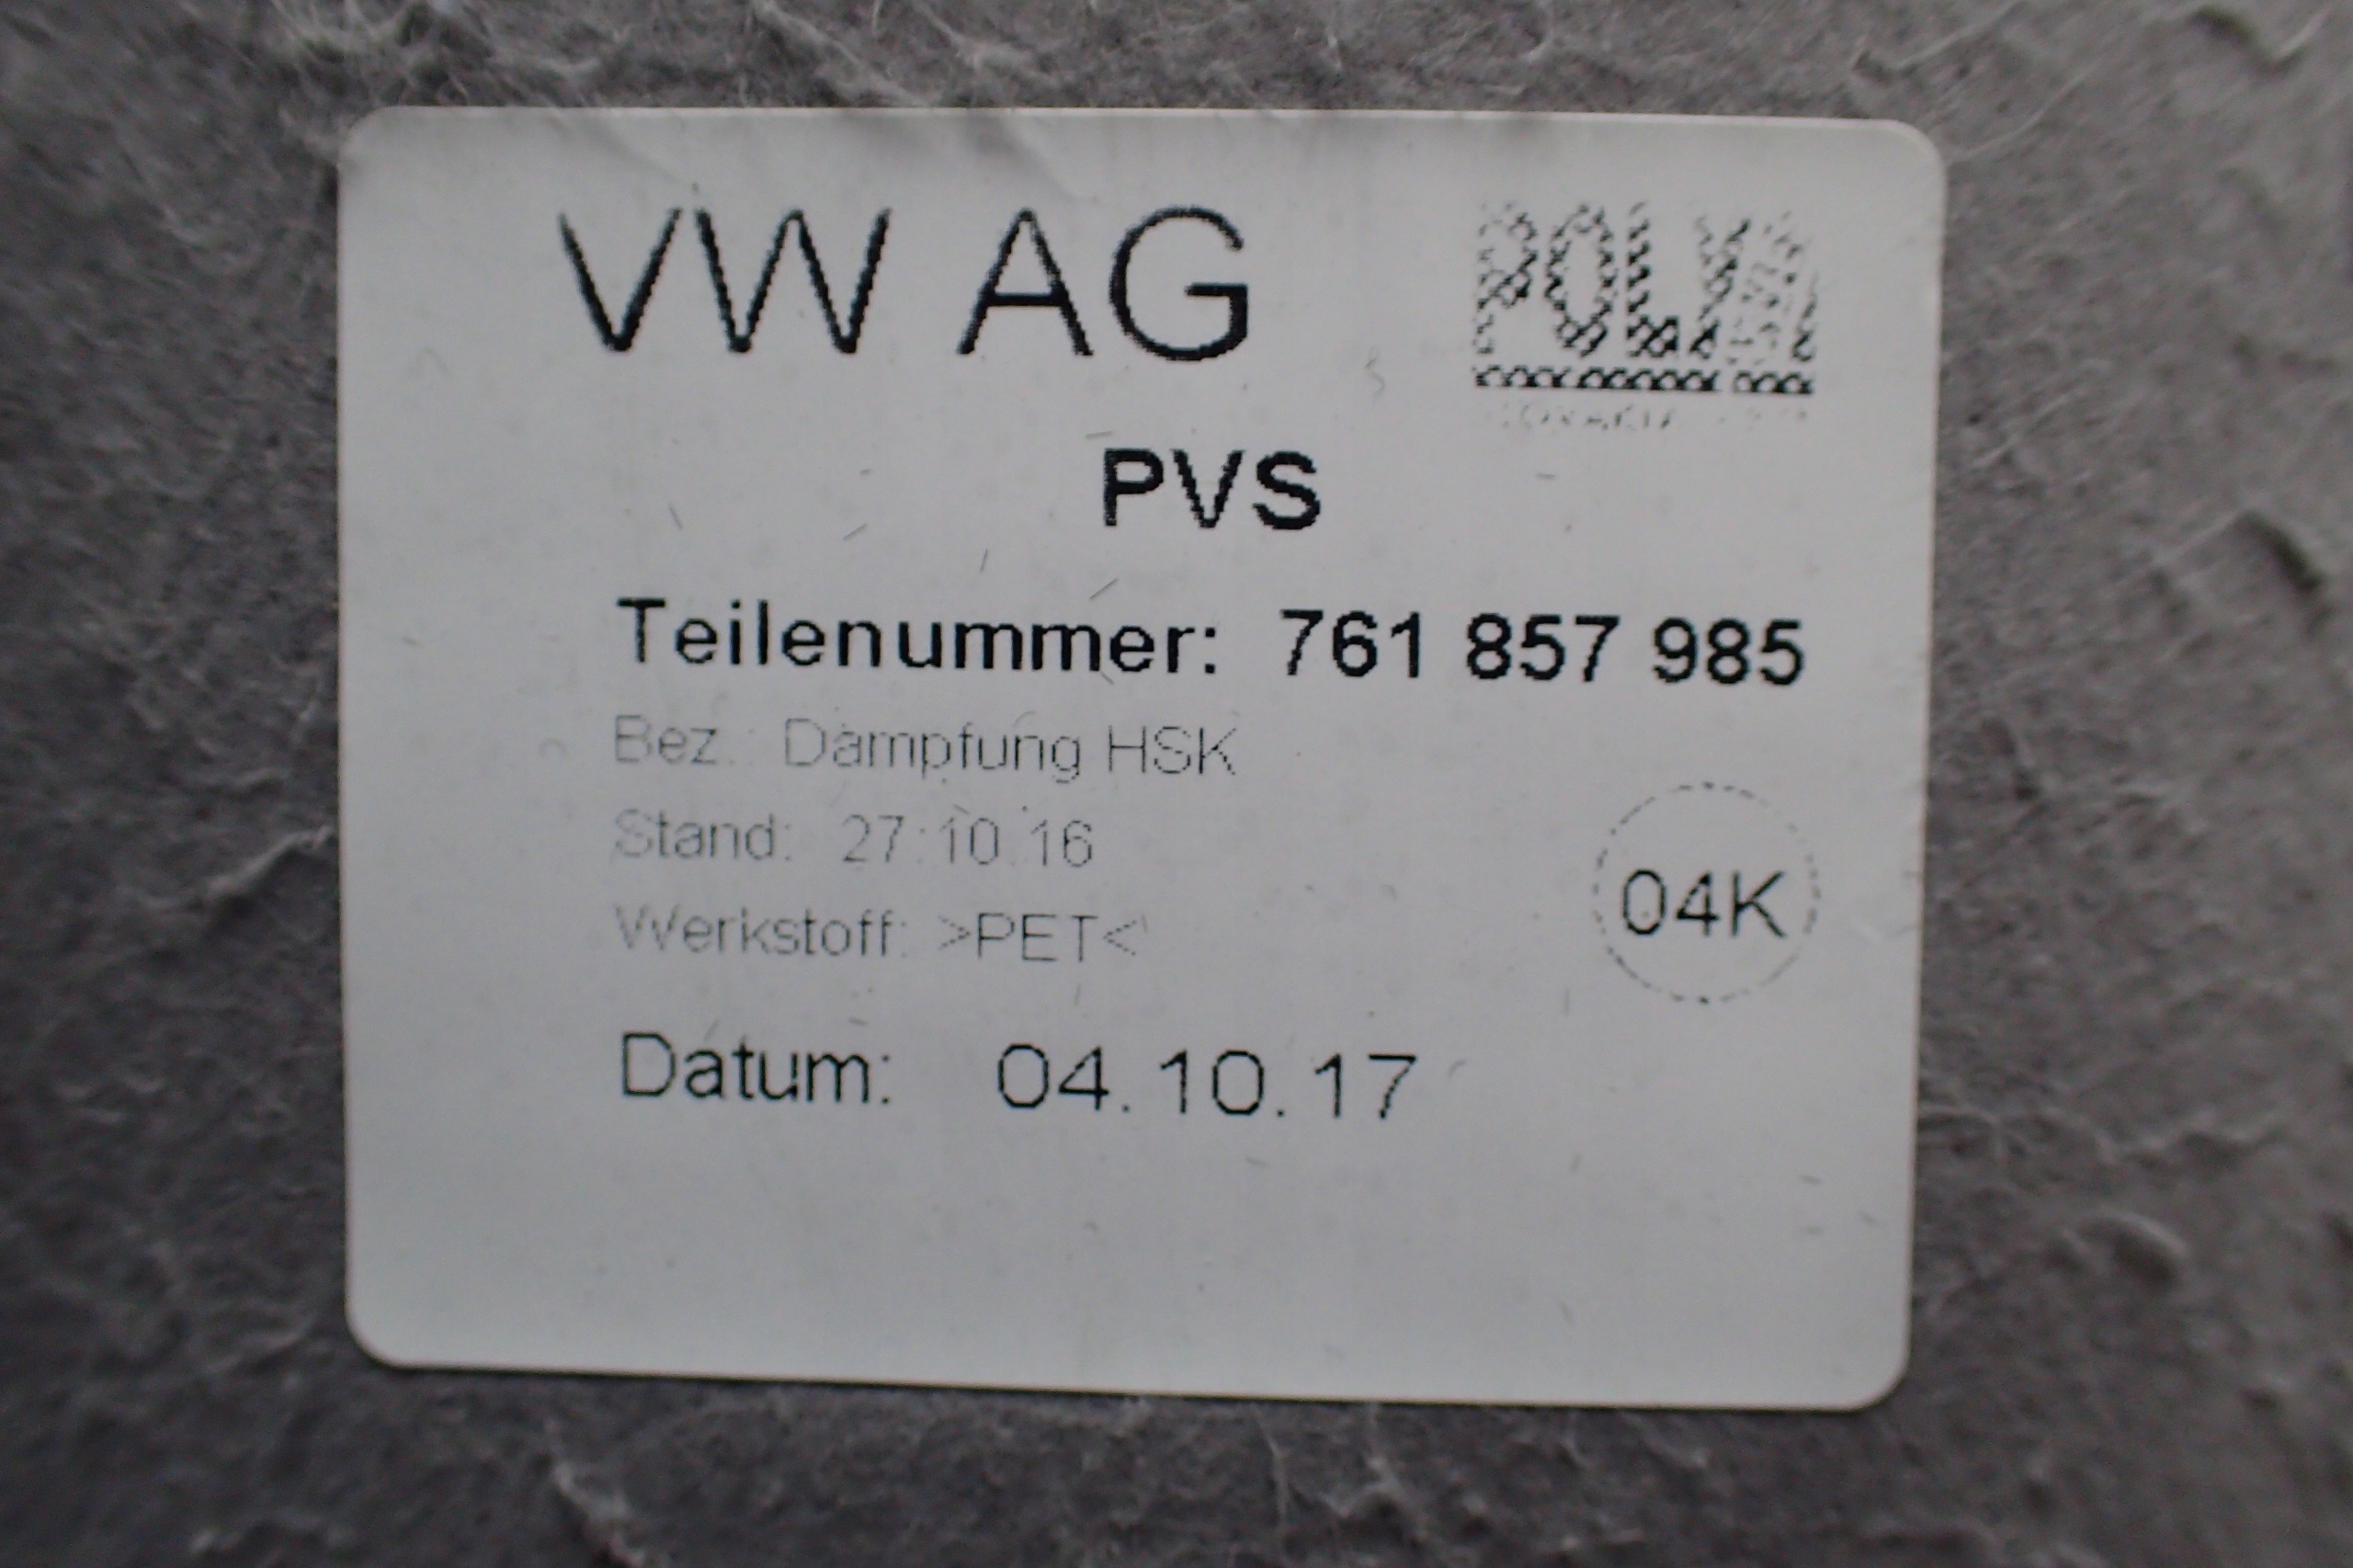 VW AG
PVS
Teilenummer: 761 857 985
Bez.: Dämpfung HSK
Stand: 27.10.16
Werkstoff: >PET<
04K
Datum: 04.10.17